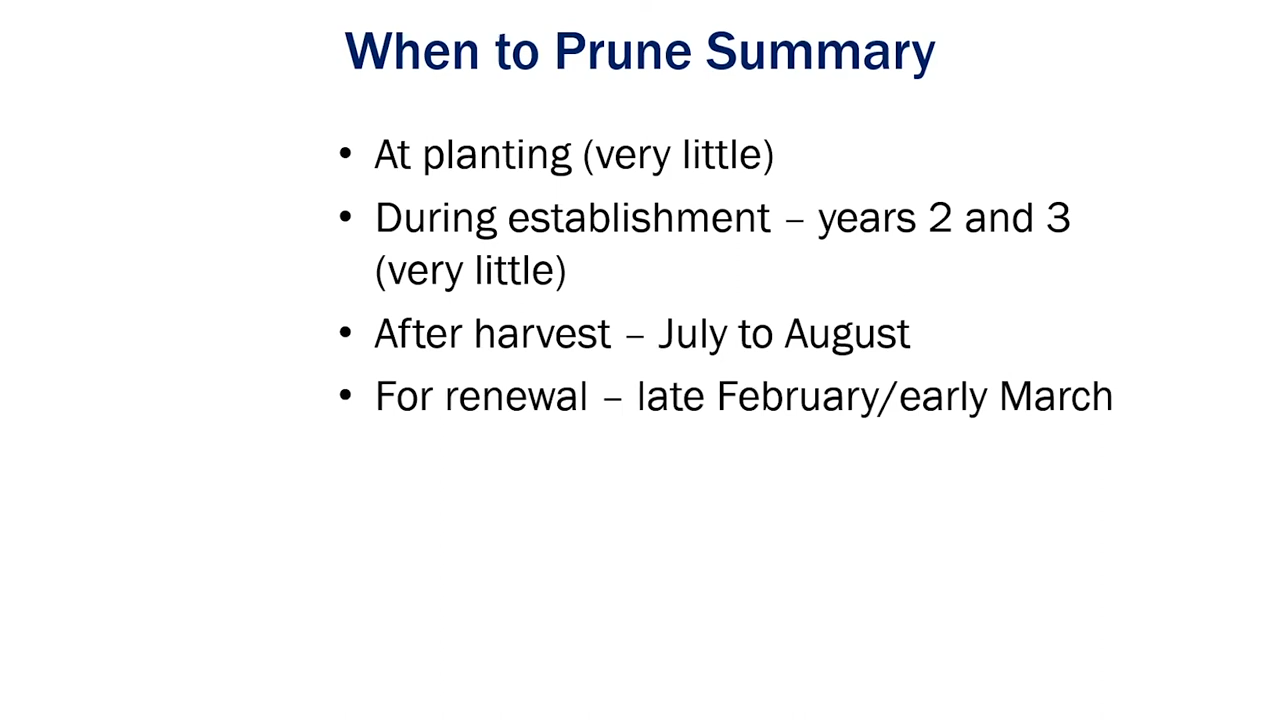 When to Prune Summary
• At planting (very little)
• During establishment – years 2 and 3
(very little)
• After harvest – July to August
• For renewal – late February/early March